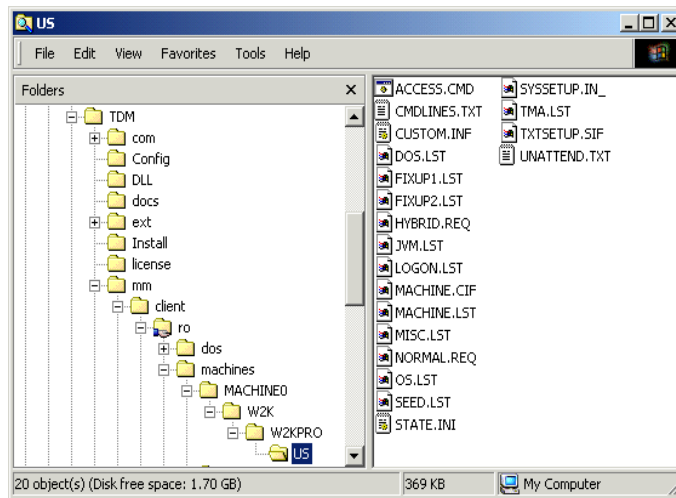 US
File Edit View Favorites Tools Help
Folders
TDM
com
Config
DLL
docs
ext
Install
license
mm
client
ro
dos
machines
MACHINE0
W2K
W2KPRO
US
ACCESS.CMD
CMDLINES.TXT
CUSTOM.INF
DOS.LST
FIXUP1.LST
FIXUP2.LST
HYBRID.REQ
JVM.LST
LOGON.LST
MACHINE.CIF
MACHINE.LST
MISC.LST
NORMAL.REQ
OS.LST
SEED.LST
STATE.INI
SYSSETUP.IN_
TMA.LST
TXTSETUP.SIF
UNATTEND.TXT
20 object(s) (Disk free space: 1.70 GB) 369 KB My Computer